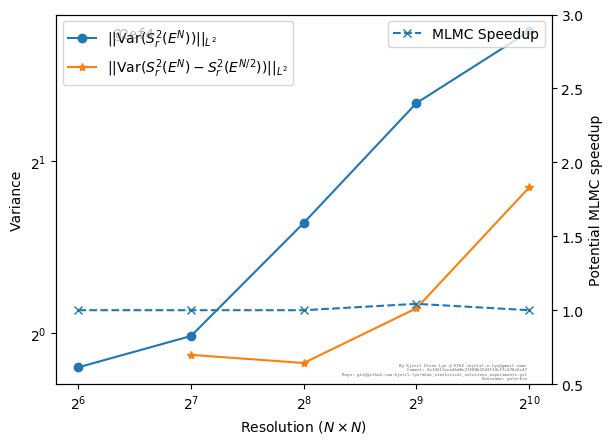 ||Var(S_r^2(E^N))||_{L^2}
||Var(S_r^2(E^N) − S_r^2(E^{N/2}))||_{L^2}
MLMC Speedup
3.0
2.5
2.0
1.5
1.0
0.5
2^1
2^0
Variance
Potential MLMC speedup
2^6
2^7
2^8
2^9
2^10
Resolution (N × N)